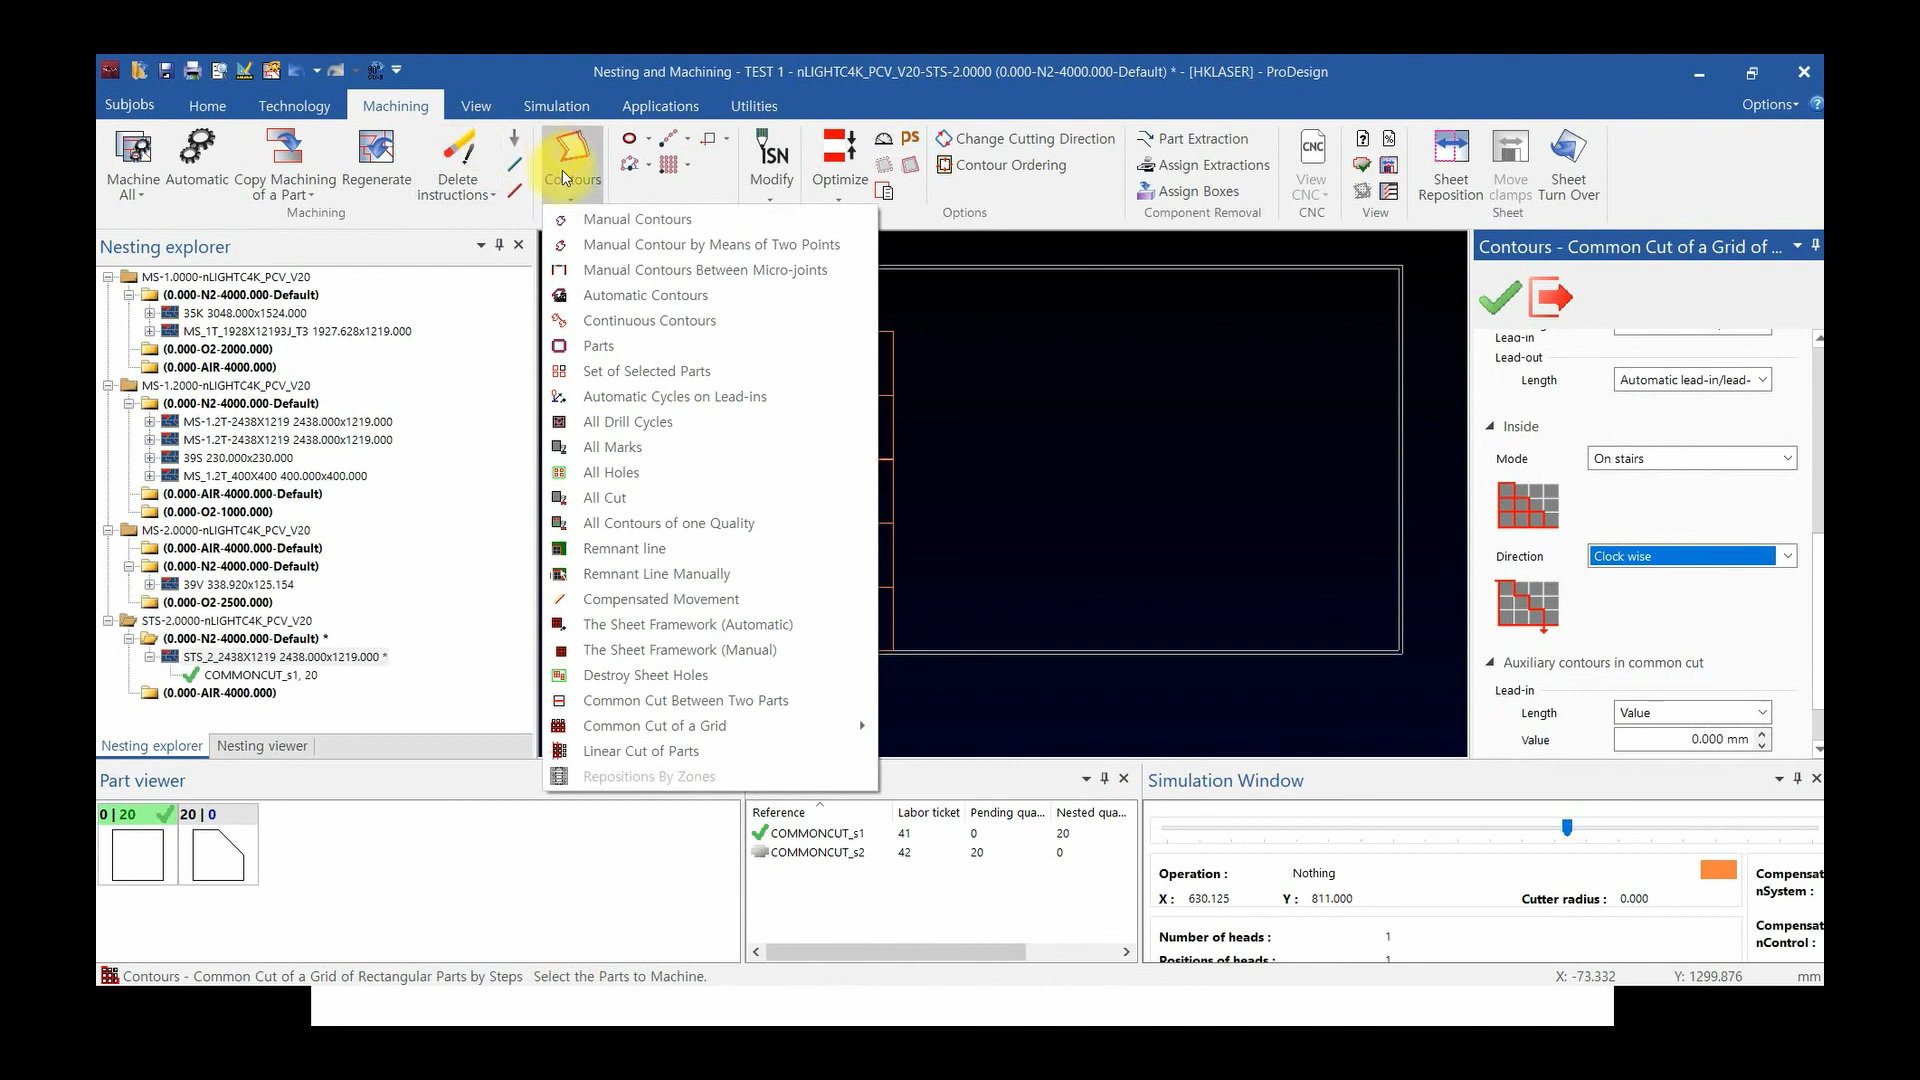 Nesting and Machining - TEST 1 - nLIGHTC4K_PCV_V20-STS-2.0000 (0.000-N2-4000.000-Default) * - [HKLASER] - ProDesign
Subjobs Home Technology Machining View Simulation Applications Utilities Options
Machine All
Automatic
Copy Machining of a Part
Regenerate
Delete instructions
Machining
Contours
ISN
Modify
Optimize
PS
Change Cutting Direction
Contour Ordering
Options
Part Extraction
Assign Extractions
Assign Boxes
Component Removal
CNC
View CNC
CNC
View
Sheet Reposition
Move clamps
Sheet Turn Over
Sheet
Nesting explorer
MS-1.0000-nLIGHTC4K_PCV_V20
(0.000-N2-4000.000-Default)
35K 3048.000x1524.000
MS_1T_1928X12193J_T3 1927.628x1219.000
(0.000-O2-2000.000)
(0.000-AIR-4000.000)
MS-1.2000-nLIGHTC4K_PCV_V20
(0.000-N2-4000.000-Default)
MS-1.2T-2438X1219 2438.000x1219.000
MS-1.2T-2438X1219 2438.000x1219.000
39S 230.000x230.000
MS_1.2T_400X400 400.000x400.000
(0.000-AIR-4000.000-Default)
(0.000-O2-1000.000)
MS-2.0000-nLIGHTC4K_PCV_V20
(0.000-AIR-4000.000-Default)
(0.000-N2-4000.000-Default)
39V 338.920x125.154
(0.000-O2-2500.000)
STS-2.0000-nLIGHTC4K_PCV_V20
(0.000-N2-4000.000-Default) *
STS_2_2438X1219 2438.000x1219.000 *
COMMONCUT_s1, 20
(0.000-AIR-4000.000)
Nesting explorer Nesting viewer
Manual Contours
Manual Contour by Means of Two Points
Manual Contours Between Micro-joints
Automatic Contours
Continuous Contours
Parts
Set of Selected Parts
Automatic Cycles on Lead-ins
All Drill Cycles
All Marks
All Holes
All Cut
All Contours of one Quality
Remnant line
Remnant Line Manually
Compensated Movement
The Sheet Framework (Automatic)
The Sheet Framework (Manual)
Destroy Sheet Holes
Common Cut Between Two Parts
Common Cut of a Grid
Linear Cut of Parts
Repositions By Zones
Contours - Common Cut of a Grid of ...
Lead-in
Lead-out
Length Automatic lead-in/lead-
Inside
Mode On stairs
Direction Clock wise
Auxiliary contours in common cut
Lead-in
Length Value
Value 0.000 mm
Part viewer
0 | 20 20 | 0
Reference Labor ticket Pending qua... Nested qua...
COMMONCUT_s1 41 0 20
COMMONCUT_s2 42 20 0
Simulation Window
Operation : Nothing
X : 630.125 Y : 811.000 Cutter radius : 0.000
Compensat
nSystem :
Number of heads : 1
Compensat
nControl :
Positions of heads : 1
Contours - Common Cut of a Grid of Rectangular Parts by Steps Select the Parts to Machine.
X: -73.332 Y: 1299.876 mm